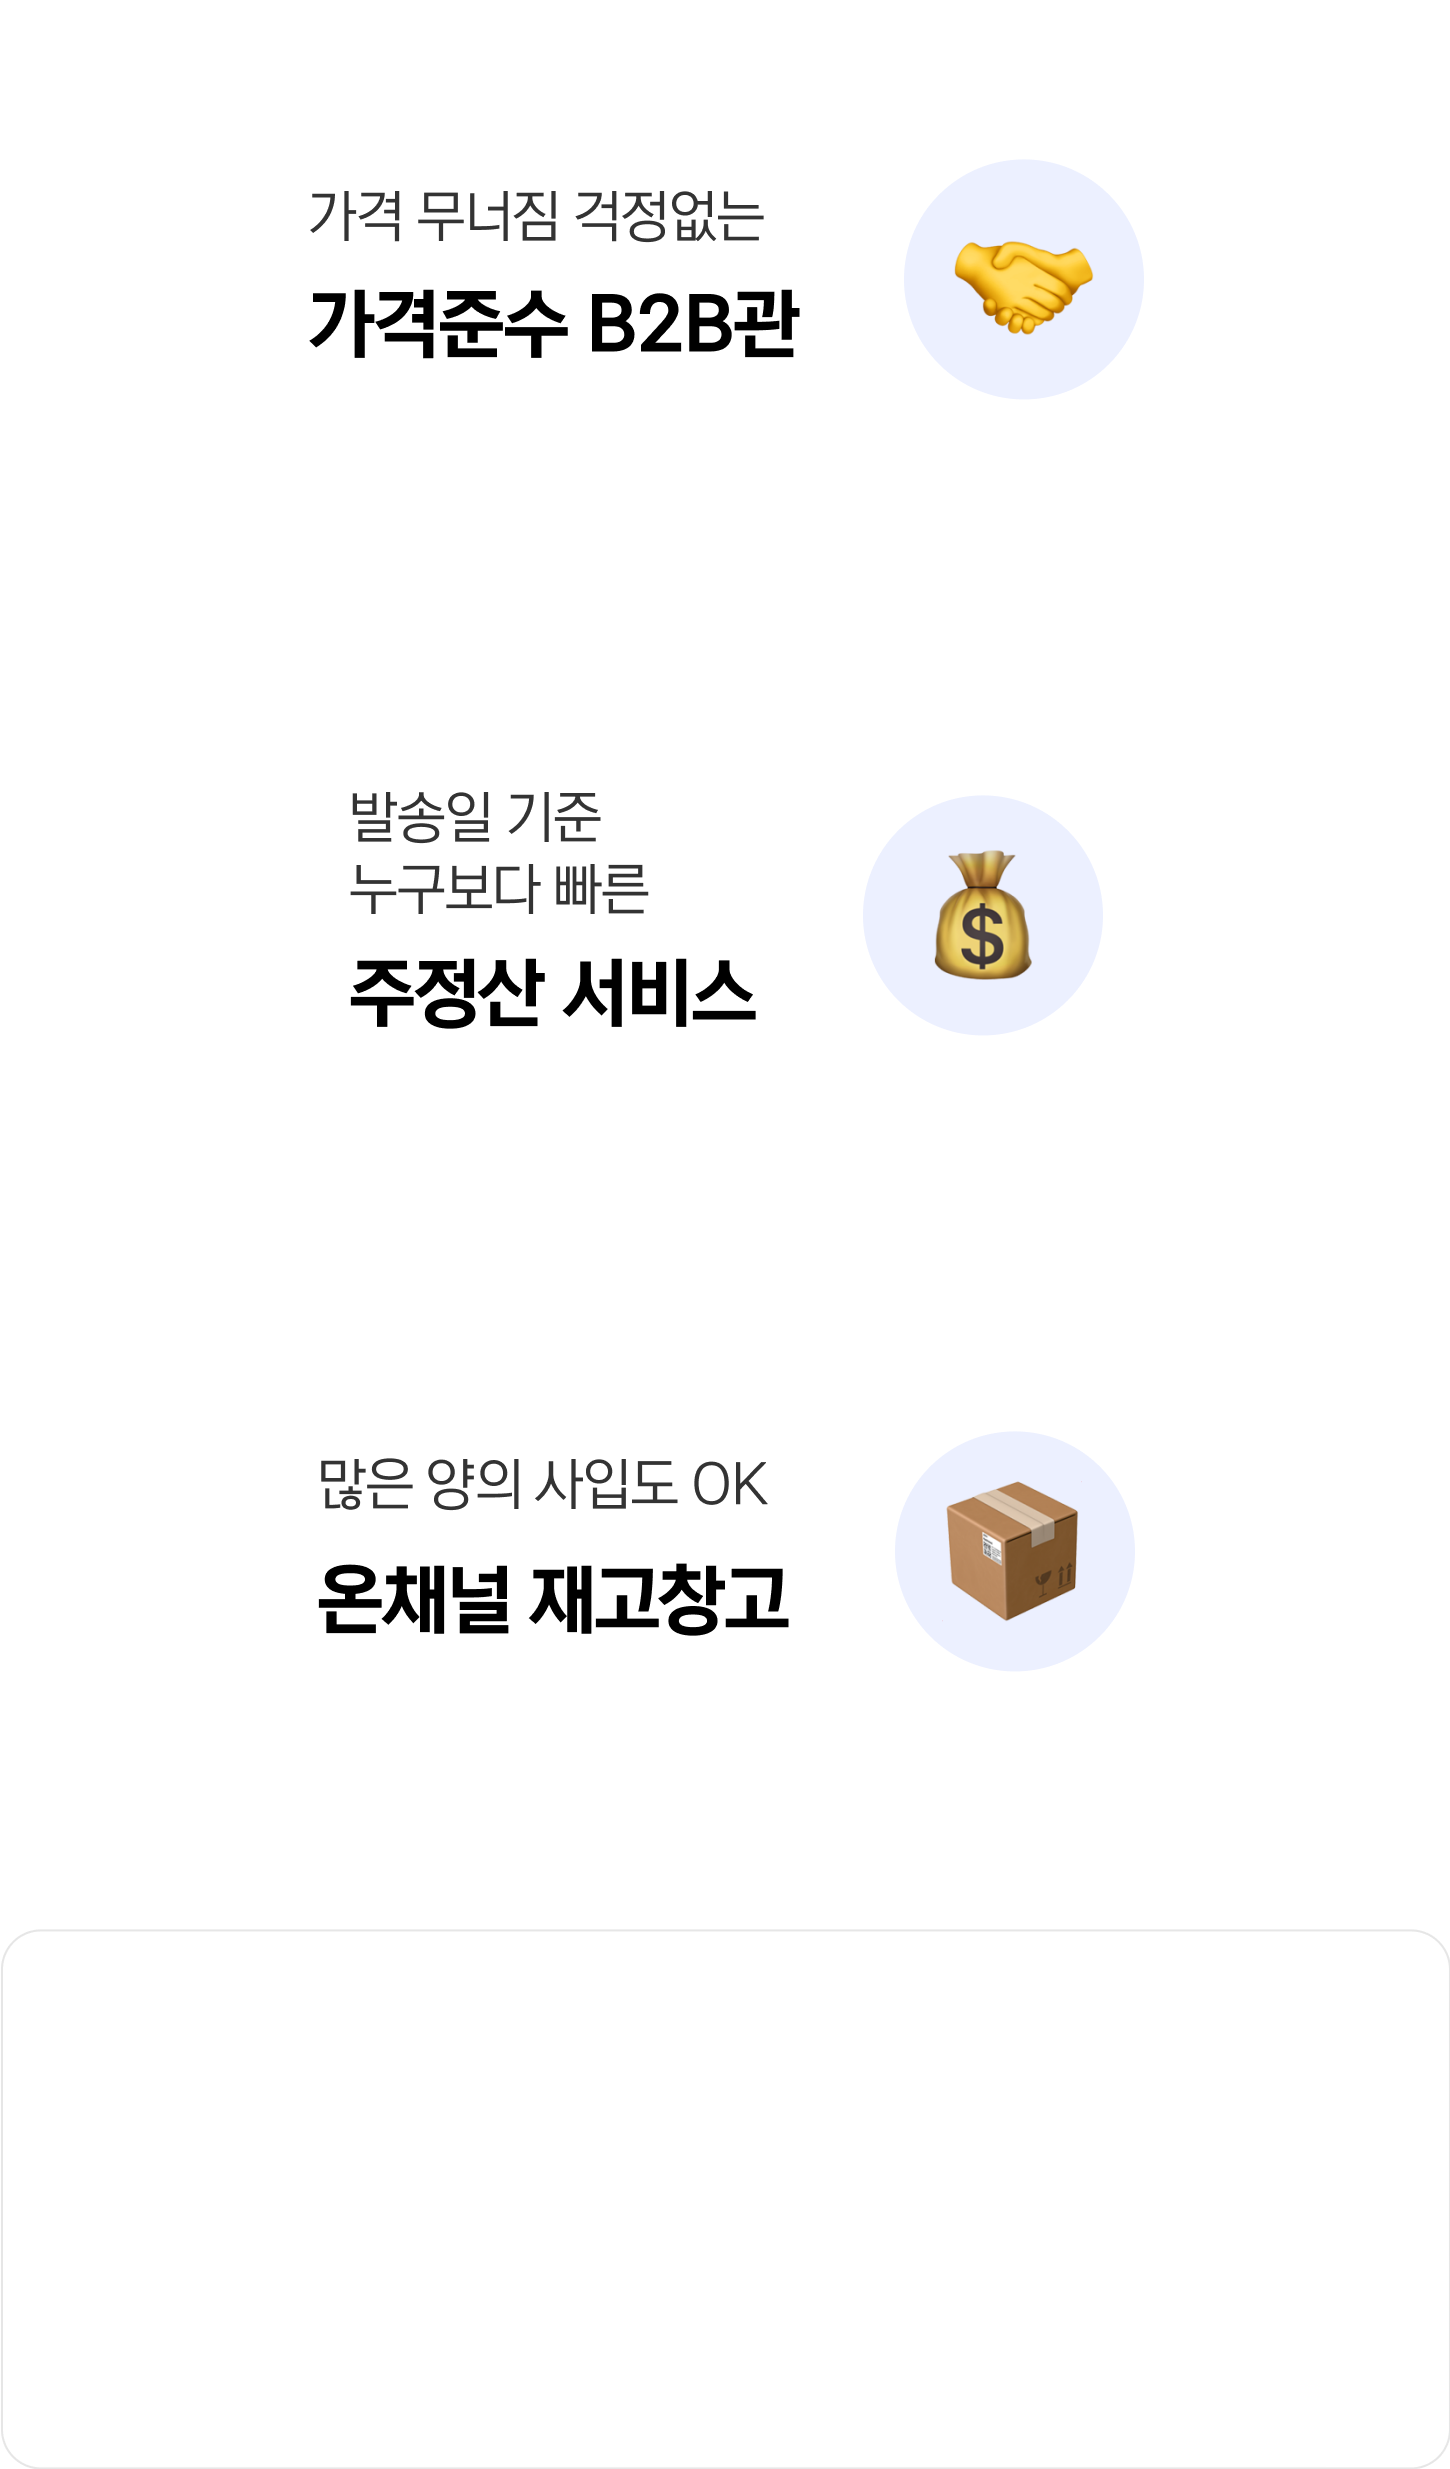 가격 무너짐 걱정없는
가격준수 B2B관
발송일 기준
누구보다 빠른
주정산 서비스
많은 양의 사입도 OK
온채널 재고창고